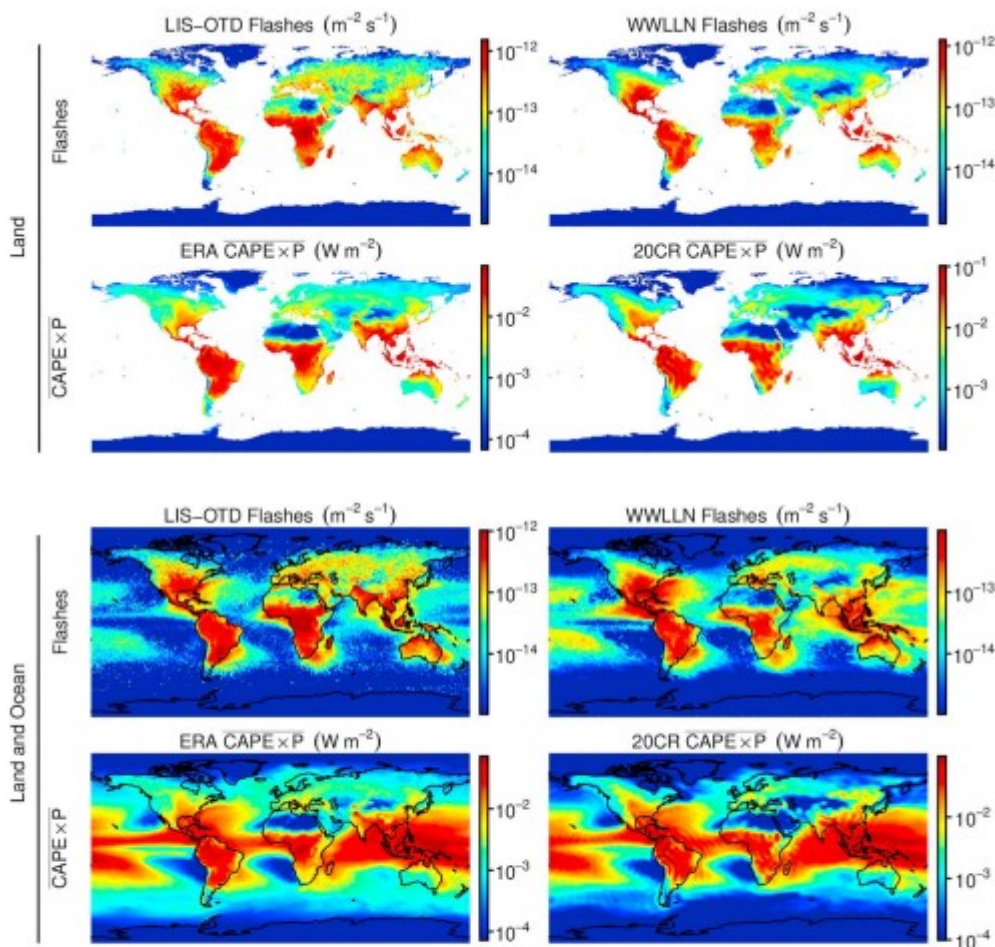 LIS−OTD Flashes (m⁻² s⁻¹)
WWLLN Flashes (m⁻² s⁻¹)
Land
Flashes
10⁻¹²
10⁻¹³
10⁻¹⁴
10⁻¹²
10⁻¹³
10⁻¹⁴
ERA CAPE×P (W m⁻²)
20CR CAPE×P (W m⁻²)
CAPE×P
10⁻²
10⁻³
10⁻⁴
10⁻¹
10⁻²
10⁻³
LIS−OTD Flashes (m⁻² s⁻¹)
WWLLN Flashes (m⁻² s⁻¹)
Land and Ocean
Flashes
10⁻¹²
10⁻¹³
10⁻¹⁴
10⁻¹³
10⁻¹⁴
ERA CAPE×P (W m⁻²)
20CR CAPE×P (W m⁻²)
CAPE×P
10⁻²
10⁻³
10⁻²
10⁻³
10⁻⁴